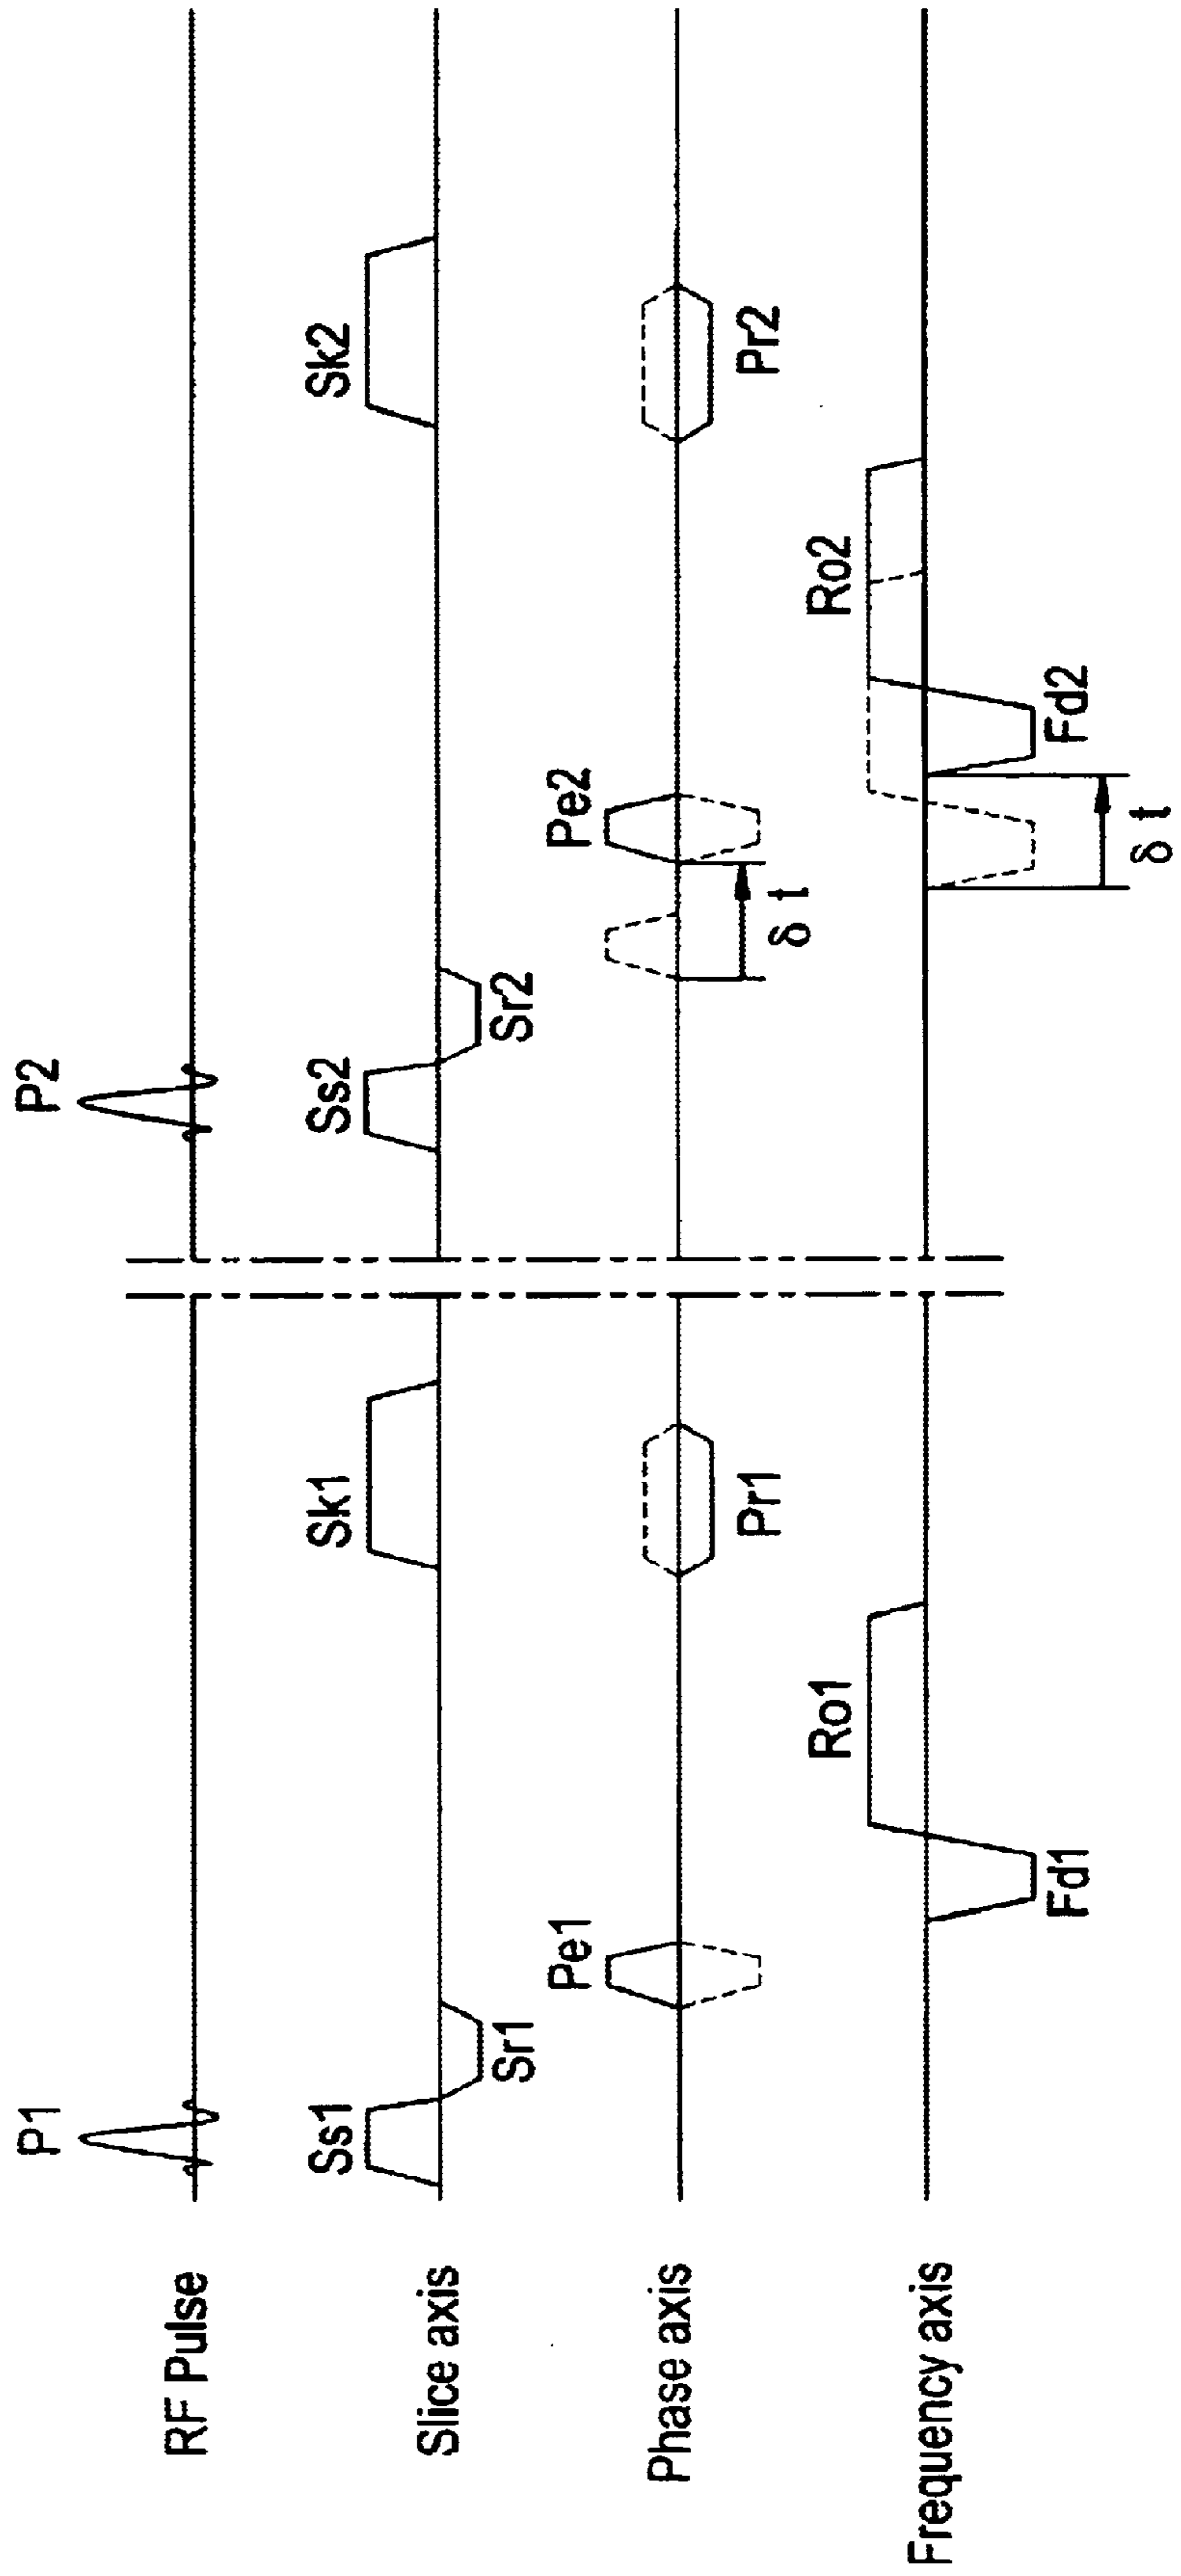 RF Pulse
P1
P2
Slice axis
Ss1
Sr1
Sk1
Ss2
Sr2
Sk2
Phase axis
Pe1
Pr1
δ t
Pe2
Pr2
Frequency axis
Fd1
Ro1
δ t
Fd2
Ro2